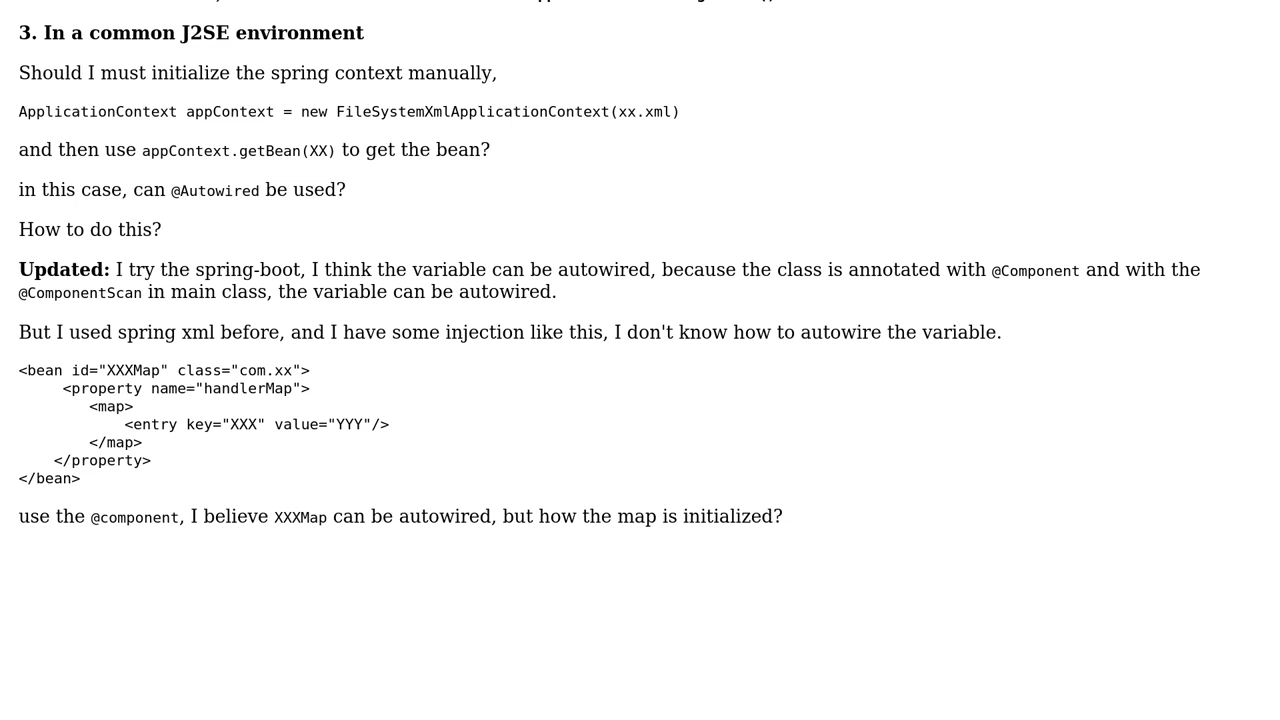 3. In a common J2SE environment
Should I must initialize the spring context manually,
ApplicationContext appContext = new FileSystemXmlApplicationContext(xx.xml)
and then use appContext.getBean(XX) to get the bean?
in this case, can @Autowired be used?
How to do this?
Updated: I try the spring-boot, I think the variable can be autowired, because the class is annotated with @Component and with the
@ComponentScan in main class, the variable can be autowired.
But I used spring xml before, and I have some injection like this, I don't know how to autowire the variable.
<bean id="XXXMap" class="com.xx">
     <property name="handlerMap">
        <map>
            <entry key="XXX" value="YYY"/>
        </map>
    </property>
</bean>
use the @component, I believe XXXMap can be autowired, but how the map is initialized?